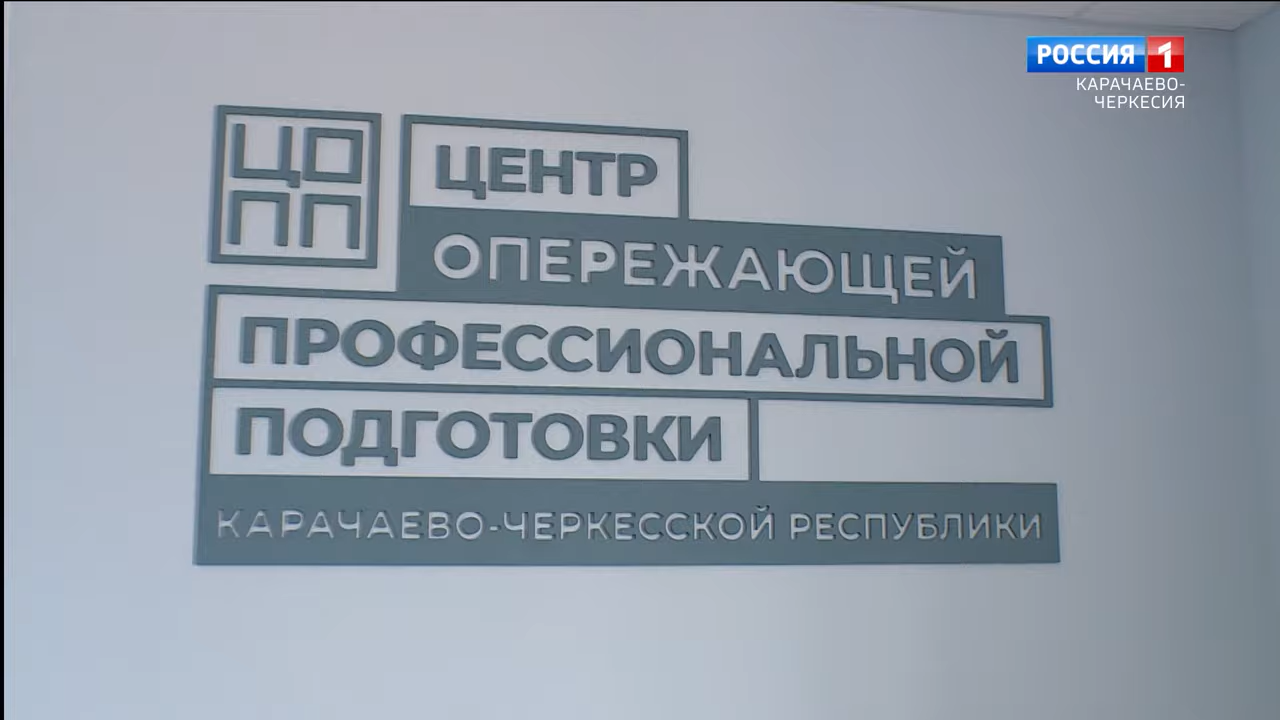 РОССИЯ 1
КАРАЧАЕВО-
ЧЕРКЕСИЯ
ЦО
ПП
ЦЕНТР
ОПЕРЕЖАЮЩЕЙ
ПРОФЕССИОНАЛЬНОЙ
ПОДГОТОВКИ
КАРАЧАЕВО-ЧЕРКЕССКОЙ РЕСПУБЛИКИ